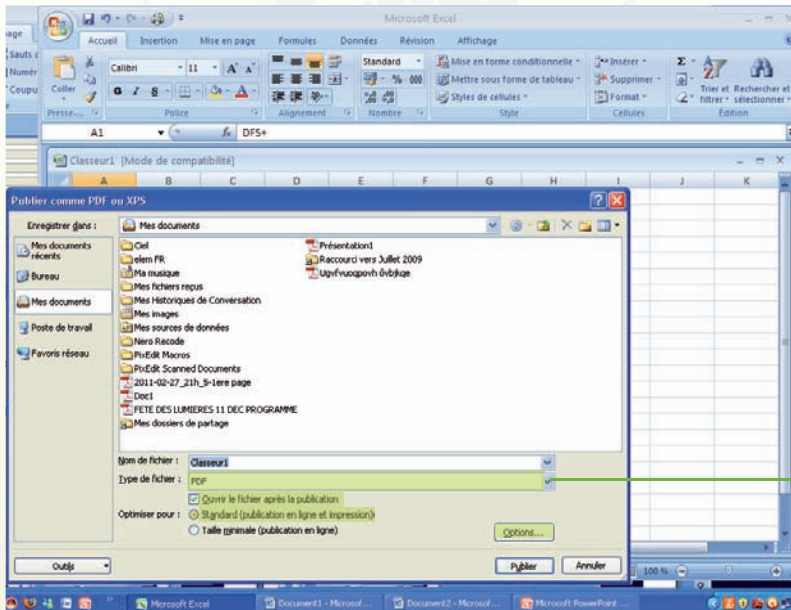 Microsoft Excel
Accueil Insertion Mise en page Formules Données Révision Affichage
Sauts
Numér
Coupu
Coller
Calibri 11 A A
G I S A
Standard
% 000
Mise en forme conditionnelle
Mettre sous forme de tableau
Styles de cellules
Insérer
Supprimer
Format
Σ
Trier et filtrer
Rechercher et sélectionner
Presse-... Police Alignement Nombre Style Cellules Édition
A1 fx DFS+
Classeur1 [Mode de compatibilité]
A B C D E F G H I J K
Publier comme PDF ou XPS
Enregistrer dans : Mes documents
Mes documents récents
Bureau
Mes documents
Poste de travail
Favoris réseau
Ciel
elem FR
Ma musique
Mes fichiers reçus
Mes Historiques de Conversation
Mes images
Mes sources de données
Nero Recode
PixEdit Macros
PixEdit Scanned Documents
2011-02-27_21h_5-1ere page
Doc1
FETE DES LUMIERES 11 DEC PROGRAMME
Mes dossiers de partage
Présentation1
Raccourci vers Juillet 2009
Nom de fichier : Classeur1
Type de fichier : PDF
Ouvrir le fichier après la publication
Optimiser pour : Standard (publication en ligne et impression)
Taille minimale (publication en ligne)
Options...
Outils Publier Annuler
100 %
Microsoft Excel Document1 - Microsof... Document2 - Microsof... Microsoft PowerPoint ...